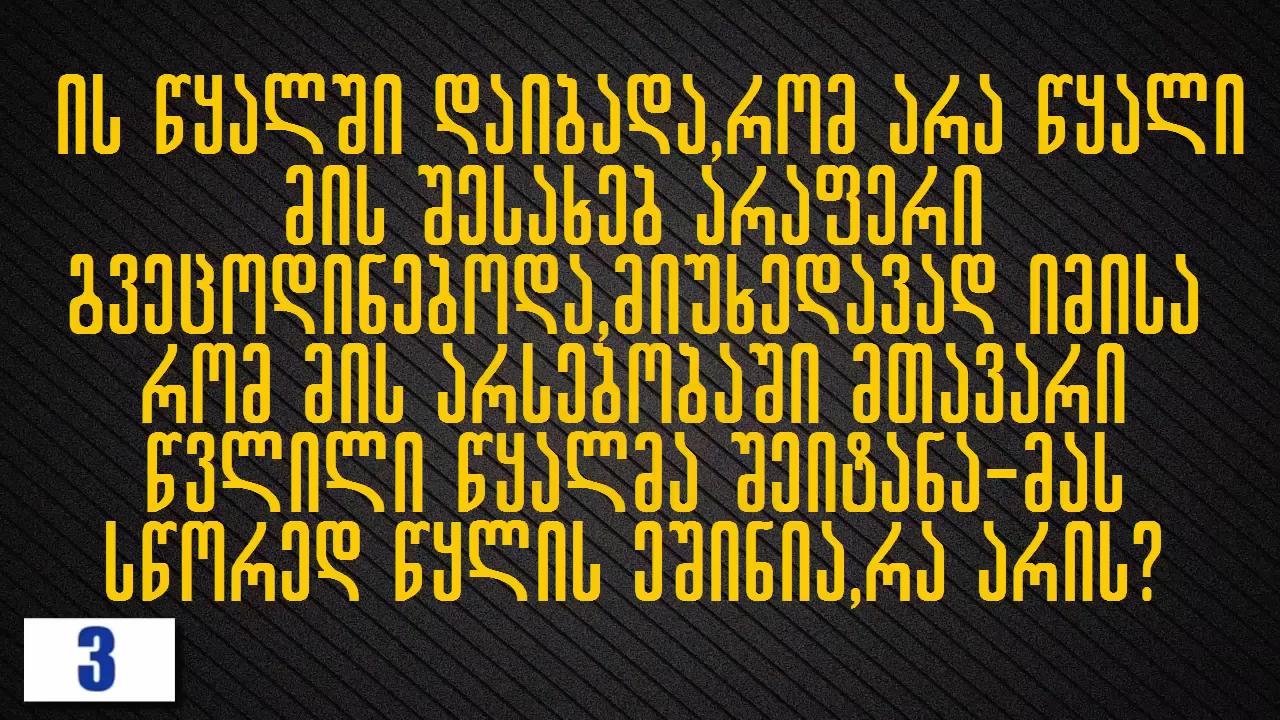 ის წყალში დაიბადა,რომ არა წყალი
მის შესახებ არაფერი
გვეცოდინებოდა,მიუხედავად იმისა
რომ მის არსებობაში მთავარი
წვლილი წყალმა შეიტანა-მას
სწორედ წყლის ეშინია,რა არის?
3